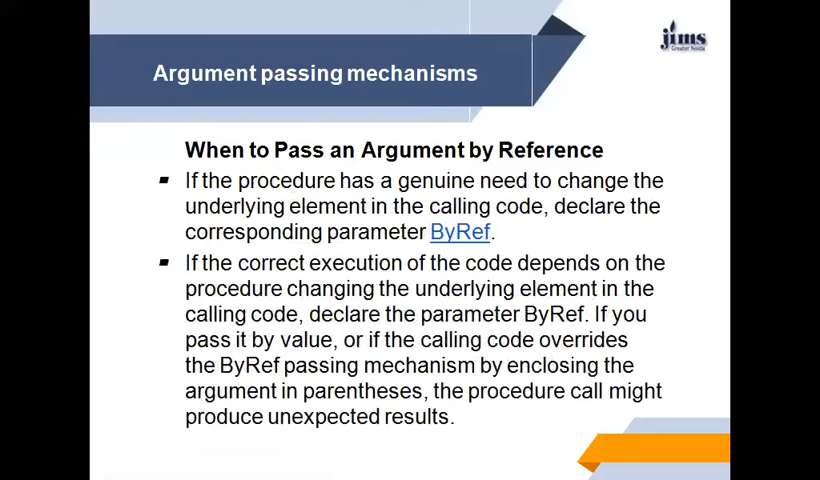 jims
Greater Noida
Argument passing mechanisms
When to Pass an Argument by Reference
If the procedure has a genuine need to change the
underlying element in the calling code, declare the
corresponding parameter ByRef.
If the correct execution of the code depends on the
procedure changing the underlying element in the
calling code, declare the parameter ByRef. If you
pass it by value, or if the calling code overrides
the ByRef passing mechanism by enclosing the
argument in parentheses, the procedure call might
produce unexpected results.